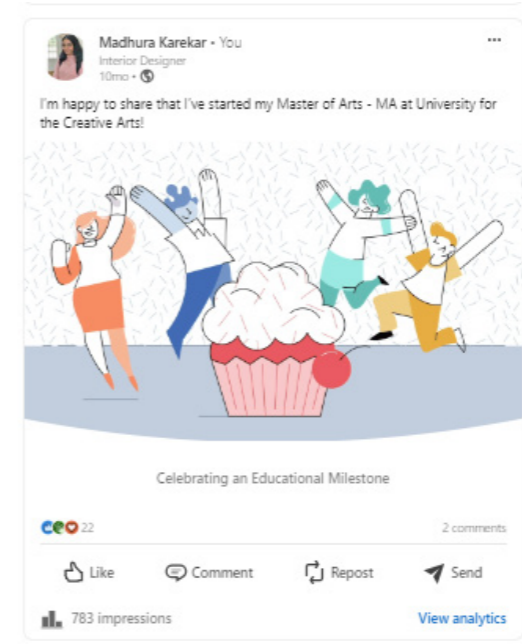 Madhura Karekar • You
Interior Designer
10mo •
I'm happy to share that I've started my Master of Arts - MA at University for
the Creative Arts!
Celebrating an Educational Milestone
22
2 comments
Like
Comment
Repost
Send
783 impressions
View analytics